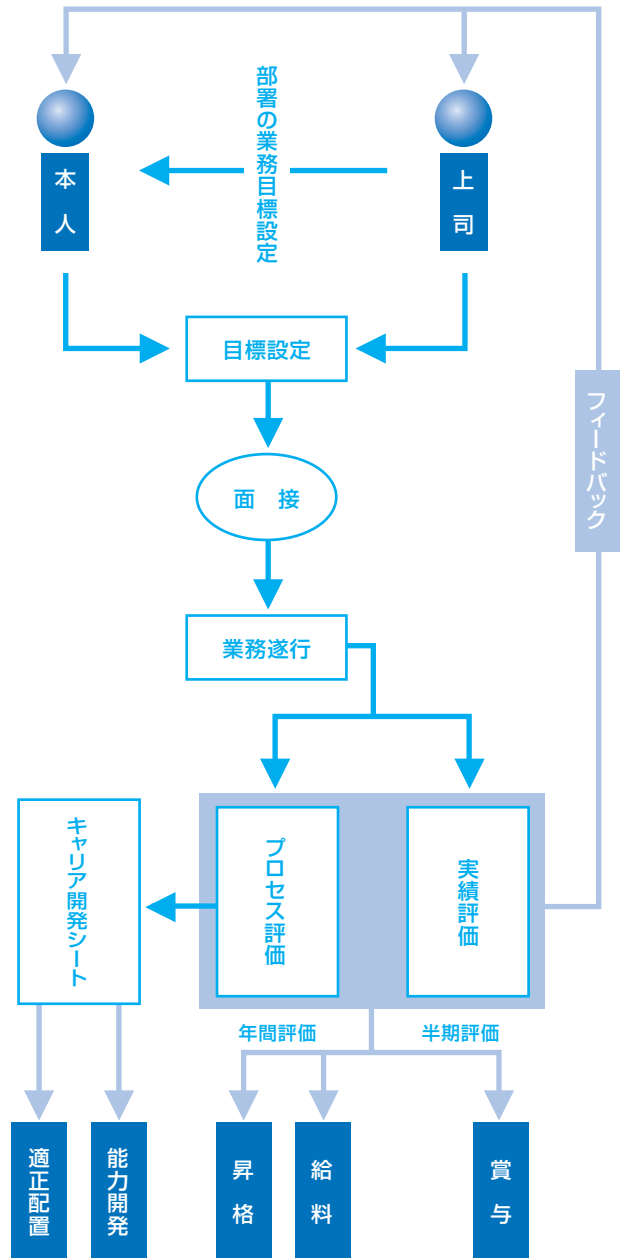 部署の業務目標設定
本人
上司
目標設定
面 接
フィードバック
業務遂行
キャリア開発シート
プロセス評価
実績評価
年間評価
半期評価
適正配置
能力開発
昇格
給料
賞与